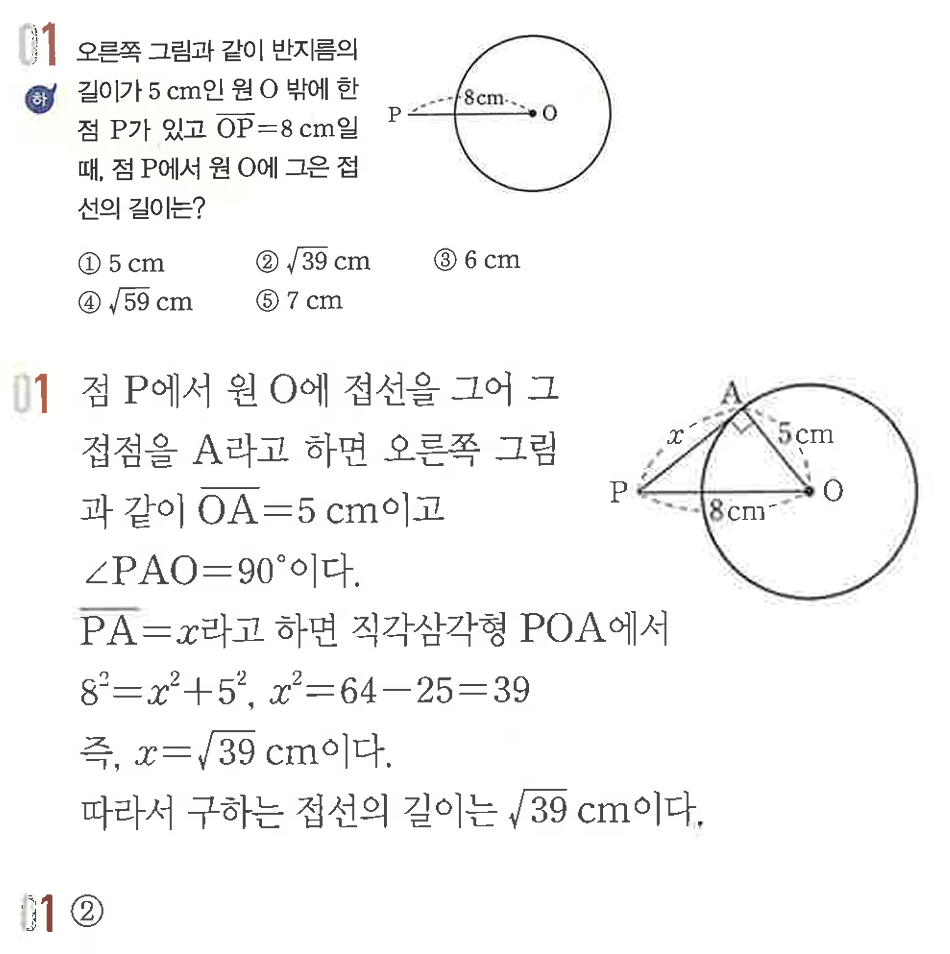 01 오른쪽 그림과 같이 반지름의
하 길이가 5 cm인 원 O 밖에 한
점 P가 있고 \overline{OP}=8 cm일
때, 점 P에서 원 O에 그은 접
선의 길이는?
P 8cm O
① 5 cm ② √39 cm ③ 6 cm
④ √59 cm ⑤ 7 cm
01 점 P에서 원 O에 접선을 그어 그
접점을 A라고 하면 오른쪽 그림
과 같이 \overline{OA}=5 cm이고
∠PAO=90°이다.
A
x 5cm
P O
8cm
\overline{PA}=x라고 하면 직각삼각형 POA에서
8²=x²+5², x²=64-25=39
즉, x=√39 cm이다.
따라서 구하는 접선의 길이는 √39 cm이다.
01 ②